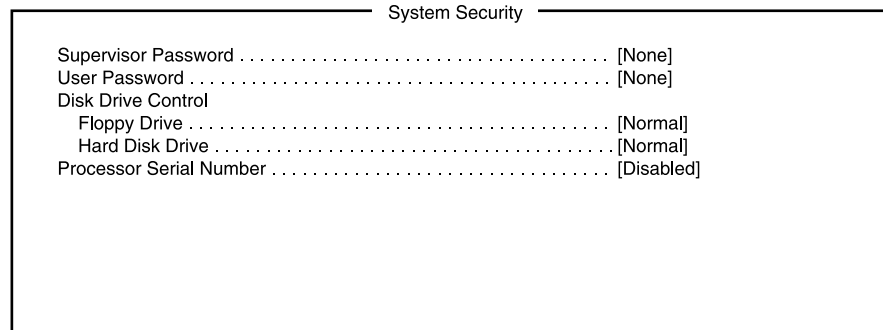 System Security
Supervisor Password . . . . . . . . . . . . . . . . . . . . . . . . . . . . . . . . . . . . [None]
User Password . . . . . . . . . . . . . . . . . . . . . . . . . . . . . . . . . . . . . . . . . [None]
Disk Drive Control
Floppy Drive . . . . . . . . . . . . . . . . . . . . . . . . . . . . . . . . . . . . . . . . . [Normal]
Hard Disk Drive . . . . . . . . . . . . . . . . . . . . . . . . . . . . . . . . . . . . . . . [Normal]
Processor Serial Number . . . . . . . . . . . . . . . . . . . . . . . . . . . . . . . . . [Disabled]